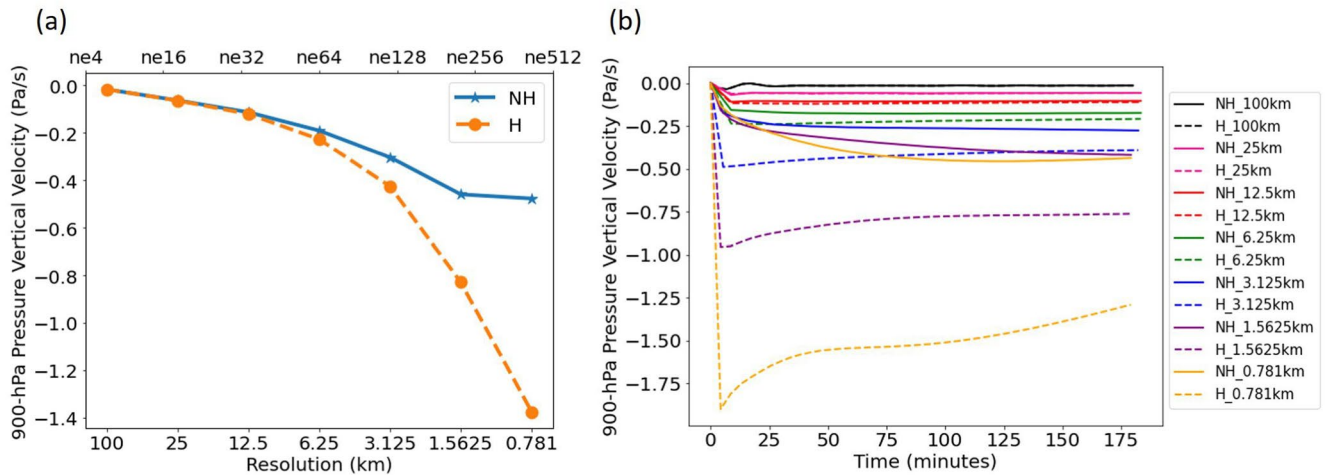 (a)
ne4 ne16 ne32 ne64 ne128 ne256 ne512
900-hPa Pressure Vertical Velocity (Pa/s)
0.0
−0.2
−0.4
−0.6
−0.8
−1.0
−1.2
−1.4
NH
H
100 25 12.5 6.25 3.125 1.5625 0.781
Resolution (km)
(b)
900-hPa Pressure Vertical Velocity (Pa/s)
0.00
−0.25
−0.50
−0.75
−1.00
−1.25
−1.50
−1.75
0 25 50 75 100 125 150 175
Time (minutes)
NH_100km
H_100km
NH_25km
H_25km
NH_12.5km
H_12.5km
NH_6.25km
H_6.25km
NH_3.125km
H_3.125km
NH_1.5625km
H_1.5625km
NH_0.781km
H_0.781km